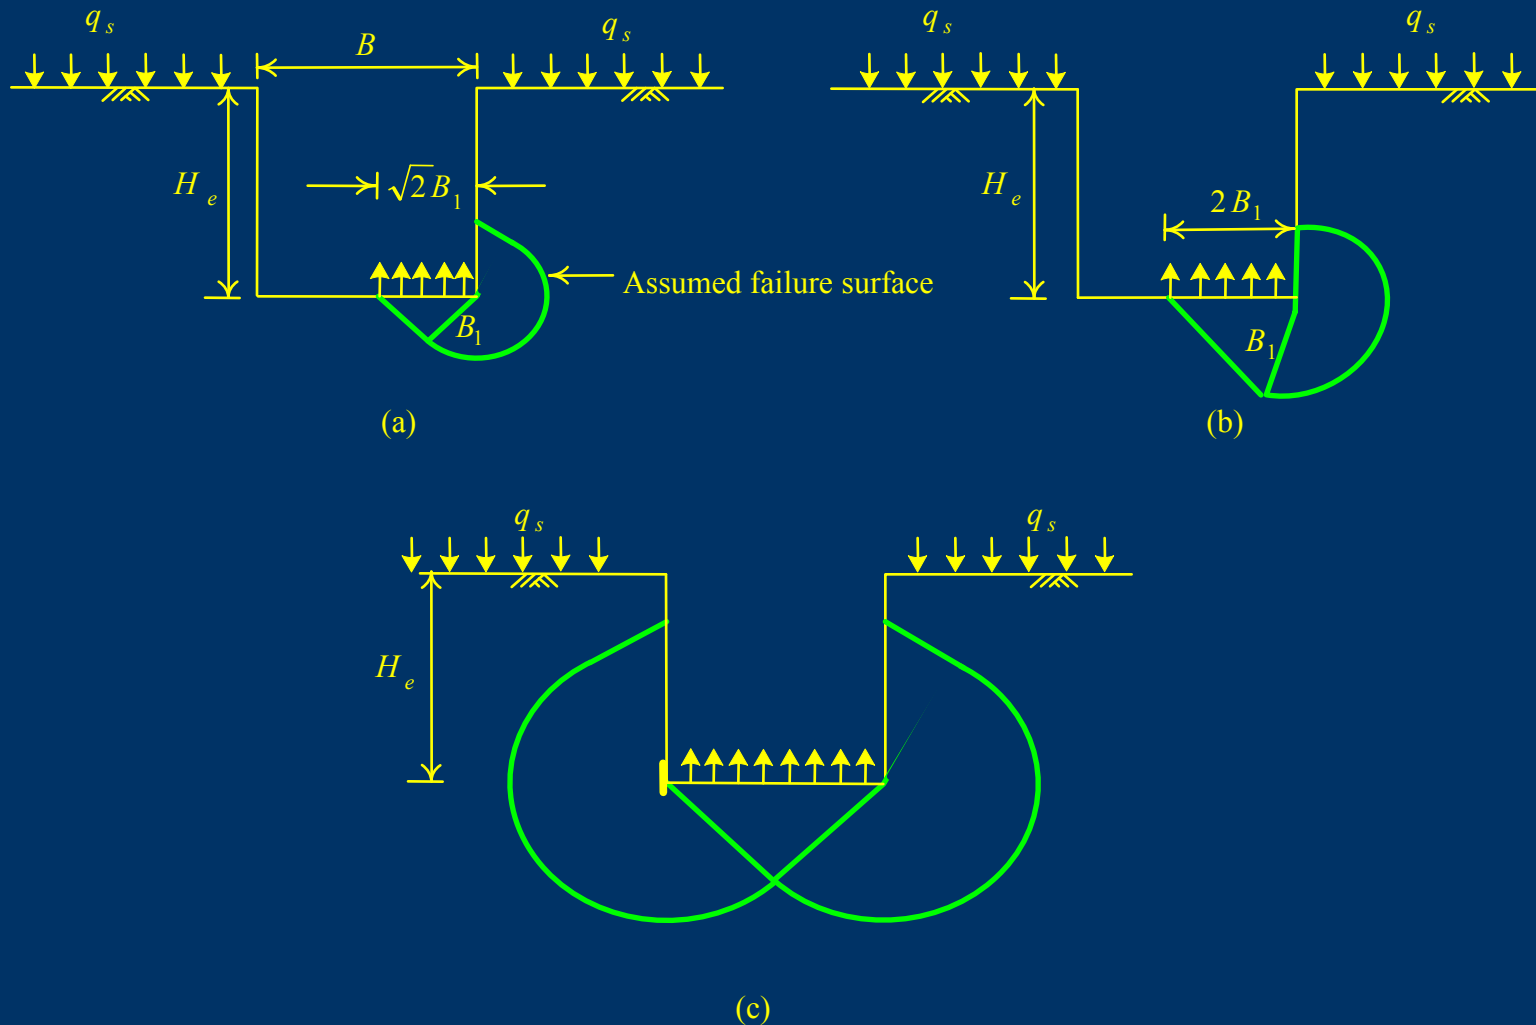 q s
B
q s
H e
√2 B 1
Assumed failure surface
B 1
(a)
q s
q s
H e
2 B 1
B 1
(b)
q s
q s
H e
(c)